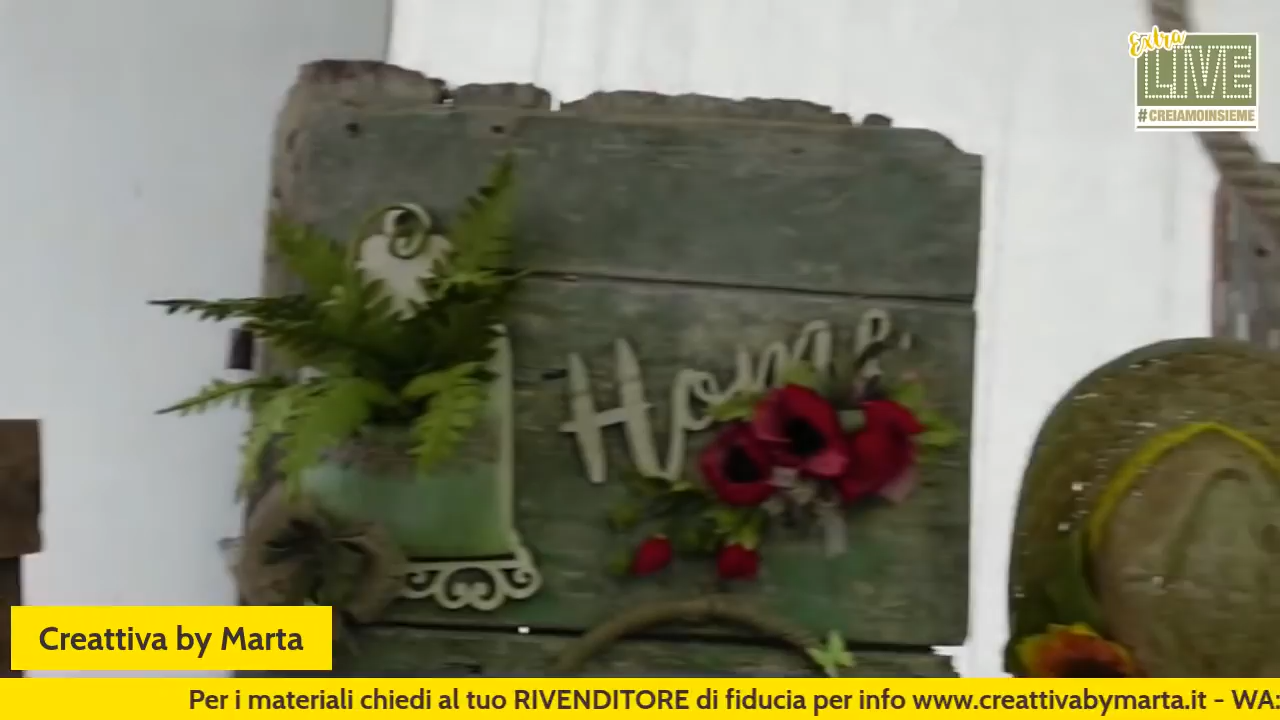 Extra
LIVE
#CREIAMOINSIEME
Home
Creattiva by Marta
Per i materiali chiedi al tuo RIVENDITORE di fiducia per info www.creattivabymarta.it - WA: